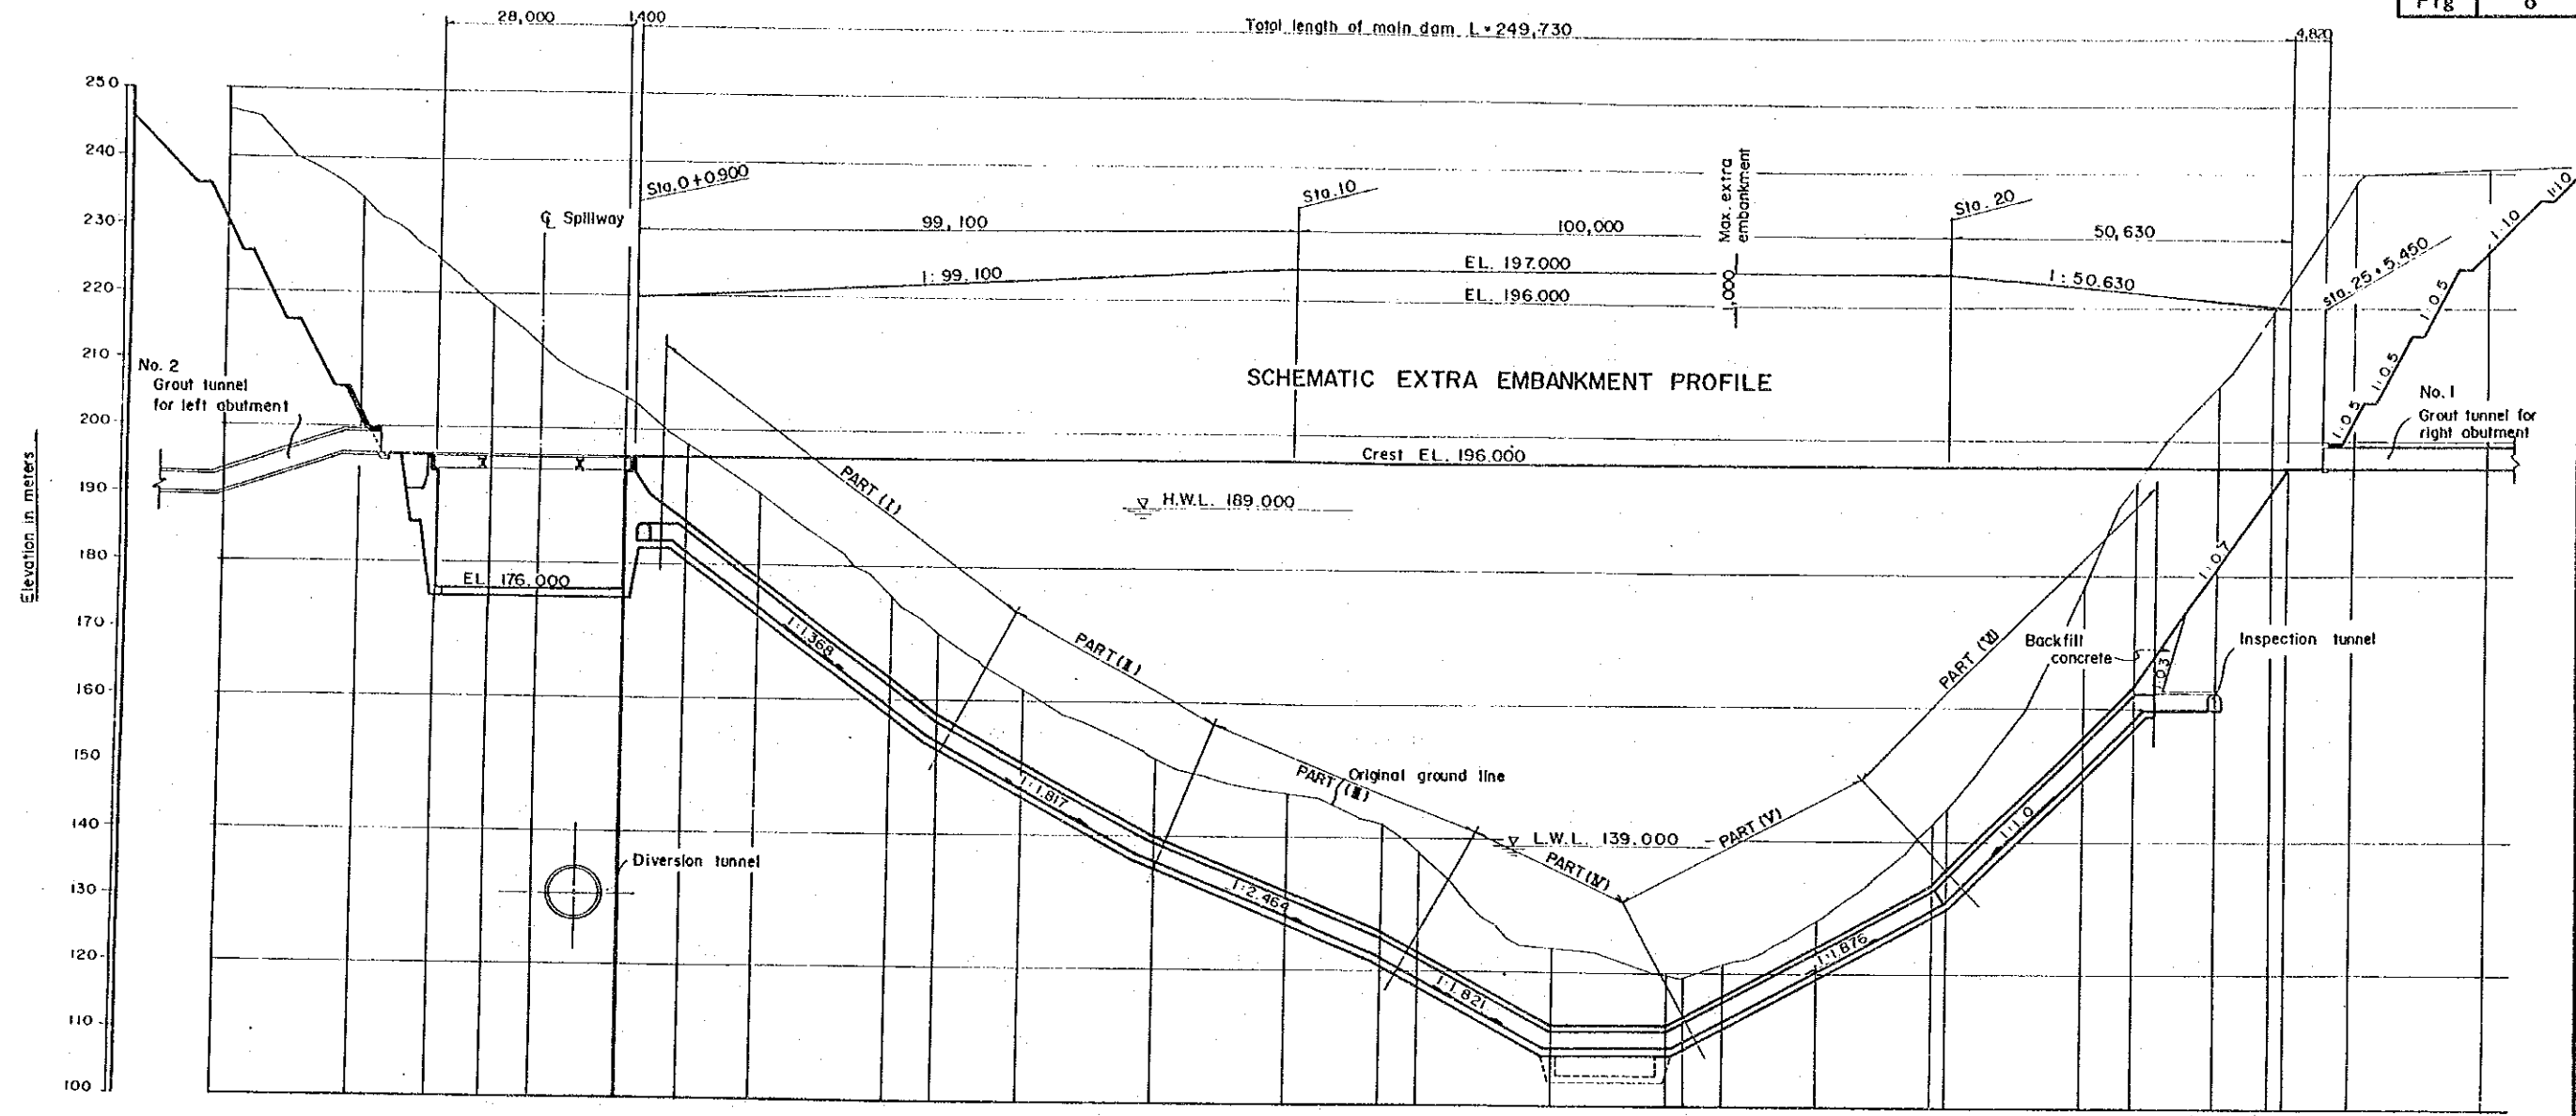 Fig 8
28,000
1,400
Total length of main dam L=249,730
4,820
250
240
230
220
210
200
190
180
170
160
150
140
130
120
110
100
Elevation in meters
Sta. 0+0.900
Sta. 10
Sta. 20
sta. 25+5.450
℄ Spillway
99,100
100,000
50,630
Max. extra
embankment
1,000
1:99.100
EL. 197.000
EL. 196.000
1:50.630
SCHEMATIC EXTRA EMBANKMENT PROFILE
No. 2
Grout tunnel
for left abutment
No. 1
Grout tunnel for
right abutment
1:0.5
1:0.5
1:0.5
1:1.0
1:1.0
Crest EL. 196.000
H.W.L. 189.000
EL. 176.000
PART (I)
PART (II)
PART (III)
Original ground line
PART (IV)
PART (V)
PART (VI)
L.W.L. 139.000
Backfill
concrete
Inspection tunnel
1:0.7
1:0.3
1:1.368
1:1.817
1:2.464
1:1.821
1:1.876
1:1.0
Diversion tunnel